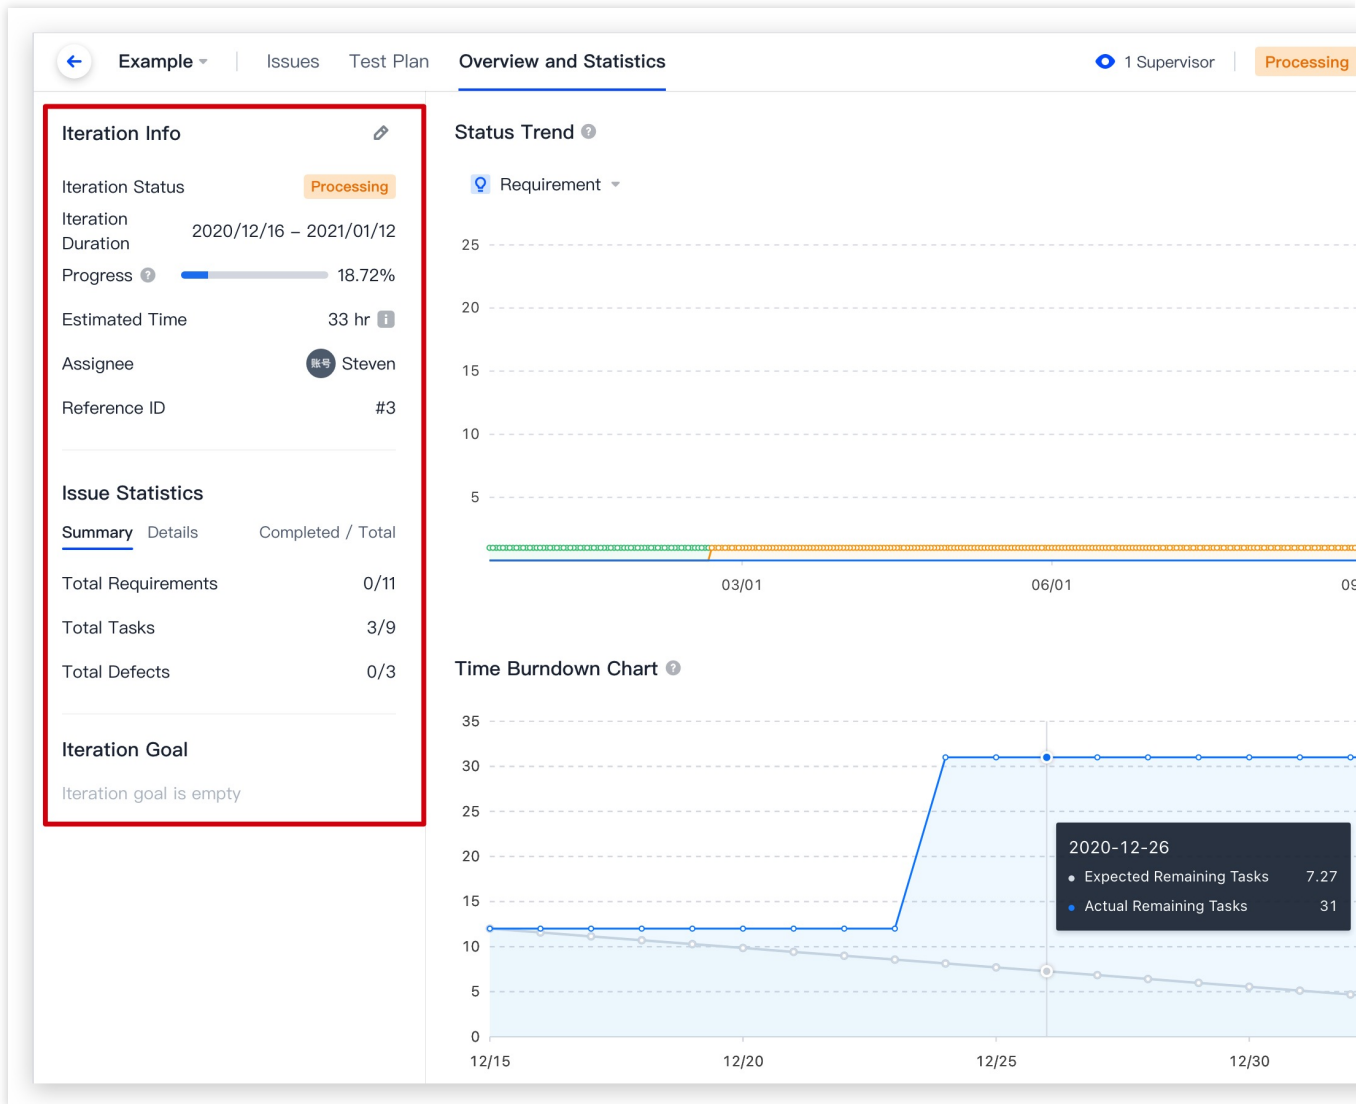 Example
Issues
Test Plan
Overview and Statistics
1 Supervisor
Processing
Iteration Info
Iteration Status
Processing
Iteration
Duration
2020/12/16 – 2021/01/12
Progress
18.72%
Estimated Time
33 hr
Assignee
账号
Steven
Reference ID
#3
Issue Statistics
Summary
Details
Completed / Total
Total Requirements
0/11
Total Tasks
3/9
Total Defects
0/3
Iteration Goal
Iteration goal is empty
Status Trend
Requirement
25
20
15
10
5
03/01
06/01
09
Time Burndown Chart
35
30
25
20
15
10
5
0
2020-12-26
Expected Remaining Tasks 7.27
Actual Remaining Tasks 31
12/15
12/20
12/25
12/30